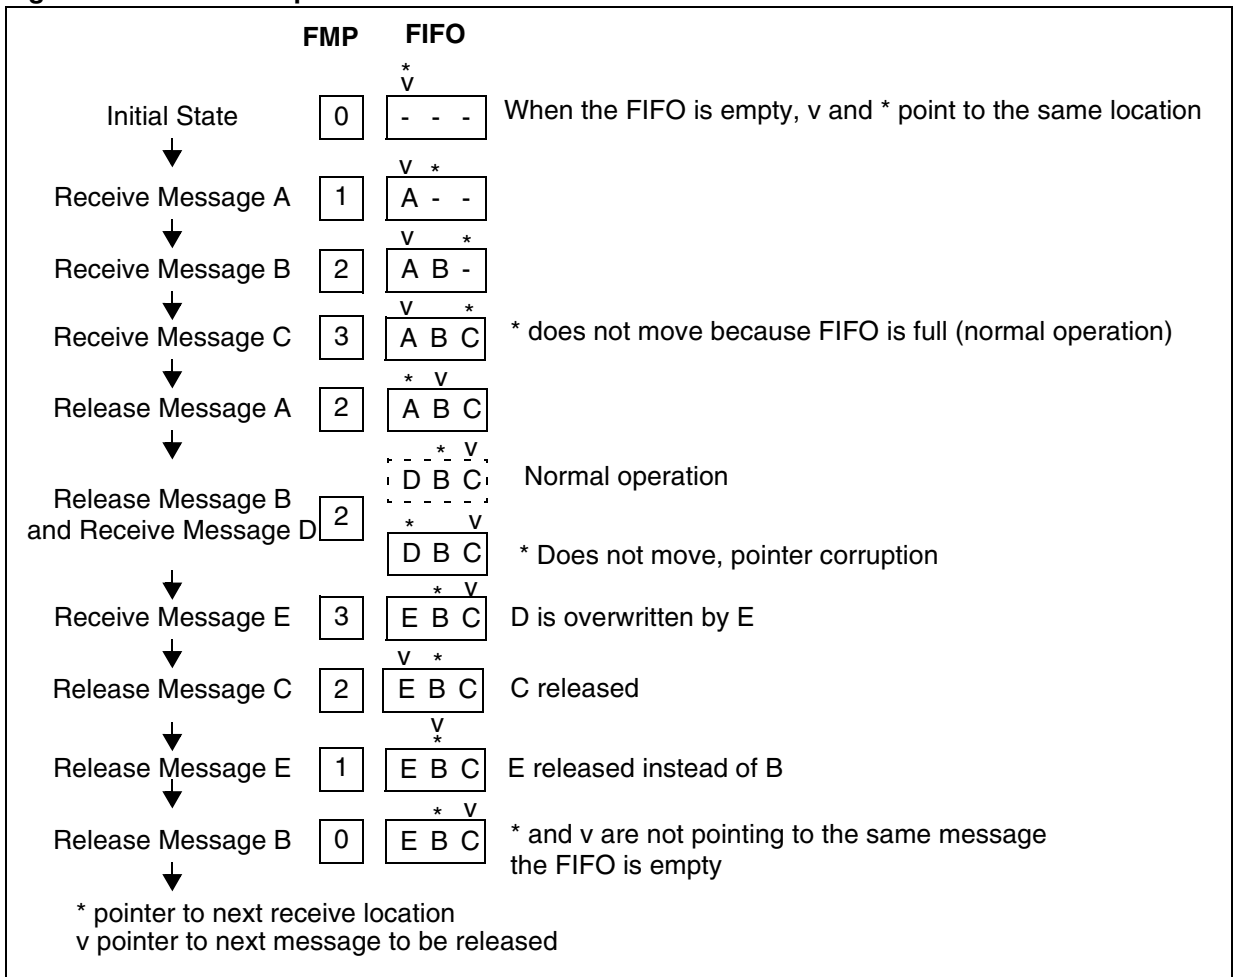 FMP FIFO
*
v
Initial State 0 - - - When the FIFO is empty, v and * point to the same location
v *
Receive Message A 1 A - -
v *
Receive Message B 2 A B -
v *
Receive Message C 3 A B C * does not move because FIFO is full (normal operation)
* v
Release Message A 2 A B C
* v
D B C Normal operation
Release Message B
and Receive Message D 2
* v
D B C * Does not move, pointer corruption
* v
Receive Message E 3 E B C D is overwritten by E
v *
Release Message C 2 E B C C released
v
*
Release Message E 1 E B C E released instead of B
* v
Release Message B 0 E B C * and v are not pointing to the same message
the FIFO is empty
* pointer to next receive location
v pointer to next message to be released